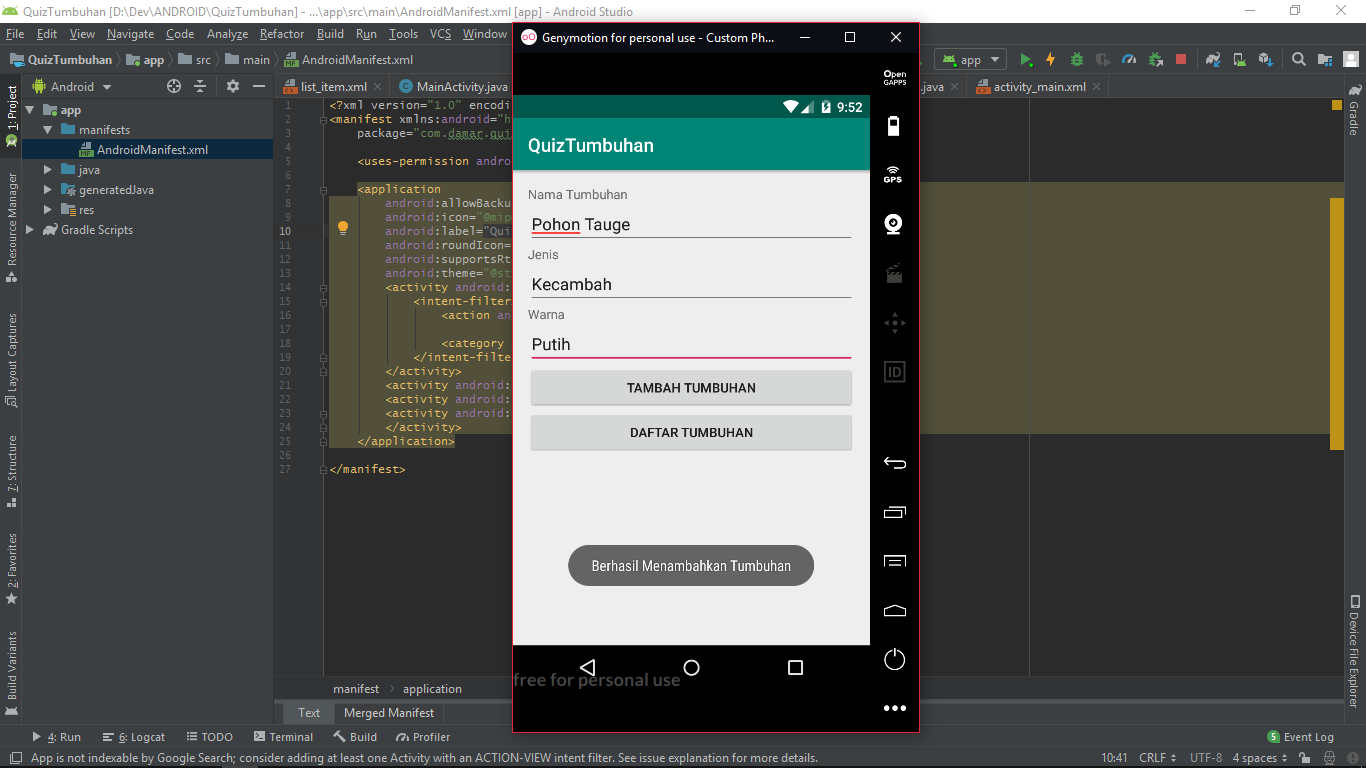 QuizTumbuhan [D:\Dev\ANDROID\QuizTumbuhan] - ...\app\src\main\AndroidManifest.xml [app] - Android Studio
File Edit View Navigate Code Analyze Refactor Build Run Tools VCS Window
QuizTumbuhan app src main AndroidManifest.xml
app
Android
list_item.xml
MainActivity.java
.java
activity_main.xml
1: Project
Resource Manager
Layout Captures
7: Structure
2: Favorites
Build Variants
app
manifests
AndroidManifest.xml
java
generatedJava
res
Gradle Scripts
1 <?xml version="1.0" encodi
2 <manifest xmlns:android="h
3 package="com.damar.qui
4
5 <uses-permission andro
6
7 <application
8 android:allowBacku
9 android:icon="@mip
10 android:label="Qui
11 android:roundIcon=
12 android:supportsRt
13 android:theme="@st
14 <activity android:
15 <intent-filter
16 <action an
17
18 <category
19 </intent-filte
20 </activity>
21 <activity android:
22 <activity android:
23 <activity android:
24 </activity>
25 </application>
26
27 </manifest>
Genymotion for personal use - Custom Ph...
9:52
QuizTumbuhan
Nama Tumbuhan
Pohon Tauge
Jenis
Kecambah
Warna
Putih
TAMBAH TUMBUHAN
DAFTAR TUMBUHAN
Berhasil Menambahkan Tumbuhan
free for personal use
Open
GAPPS
GPS
ID
Gradle
Device File Explorer
manifest application
Text Merged Manifest
4: Run 6: Logcat TODO Terminal Build Profiler
5 Event Log
App is not indexable by Google Search; consider adding at least one Activity with an ACTION-VIEW intent filter. See issue explanation for more details.
10:41 CRLF UTF-8 4 spaces